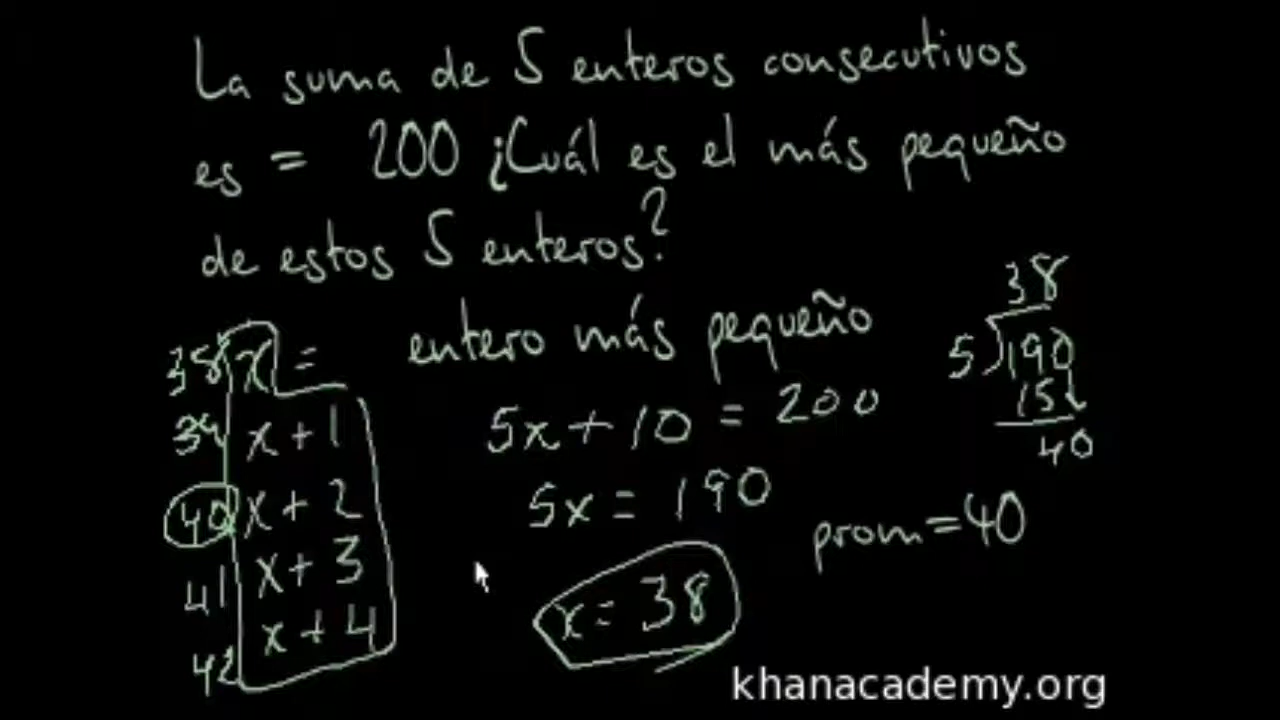 La suma de 5 enteros consecutivos
es = 200 ¿Cuál es el más pequeño
de estos 5 enteros?
38 x = entero más pequeño
39 x + 1
40 x + 2
41 x + 3
42 x + 4
5x + 10 = 200
5x = 190
x = 38
38
5)190
15↓
40
prom = 40
khanacademy.org